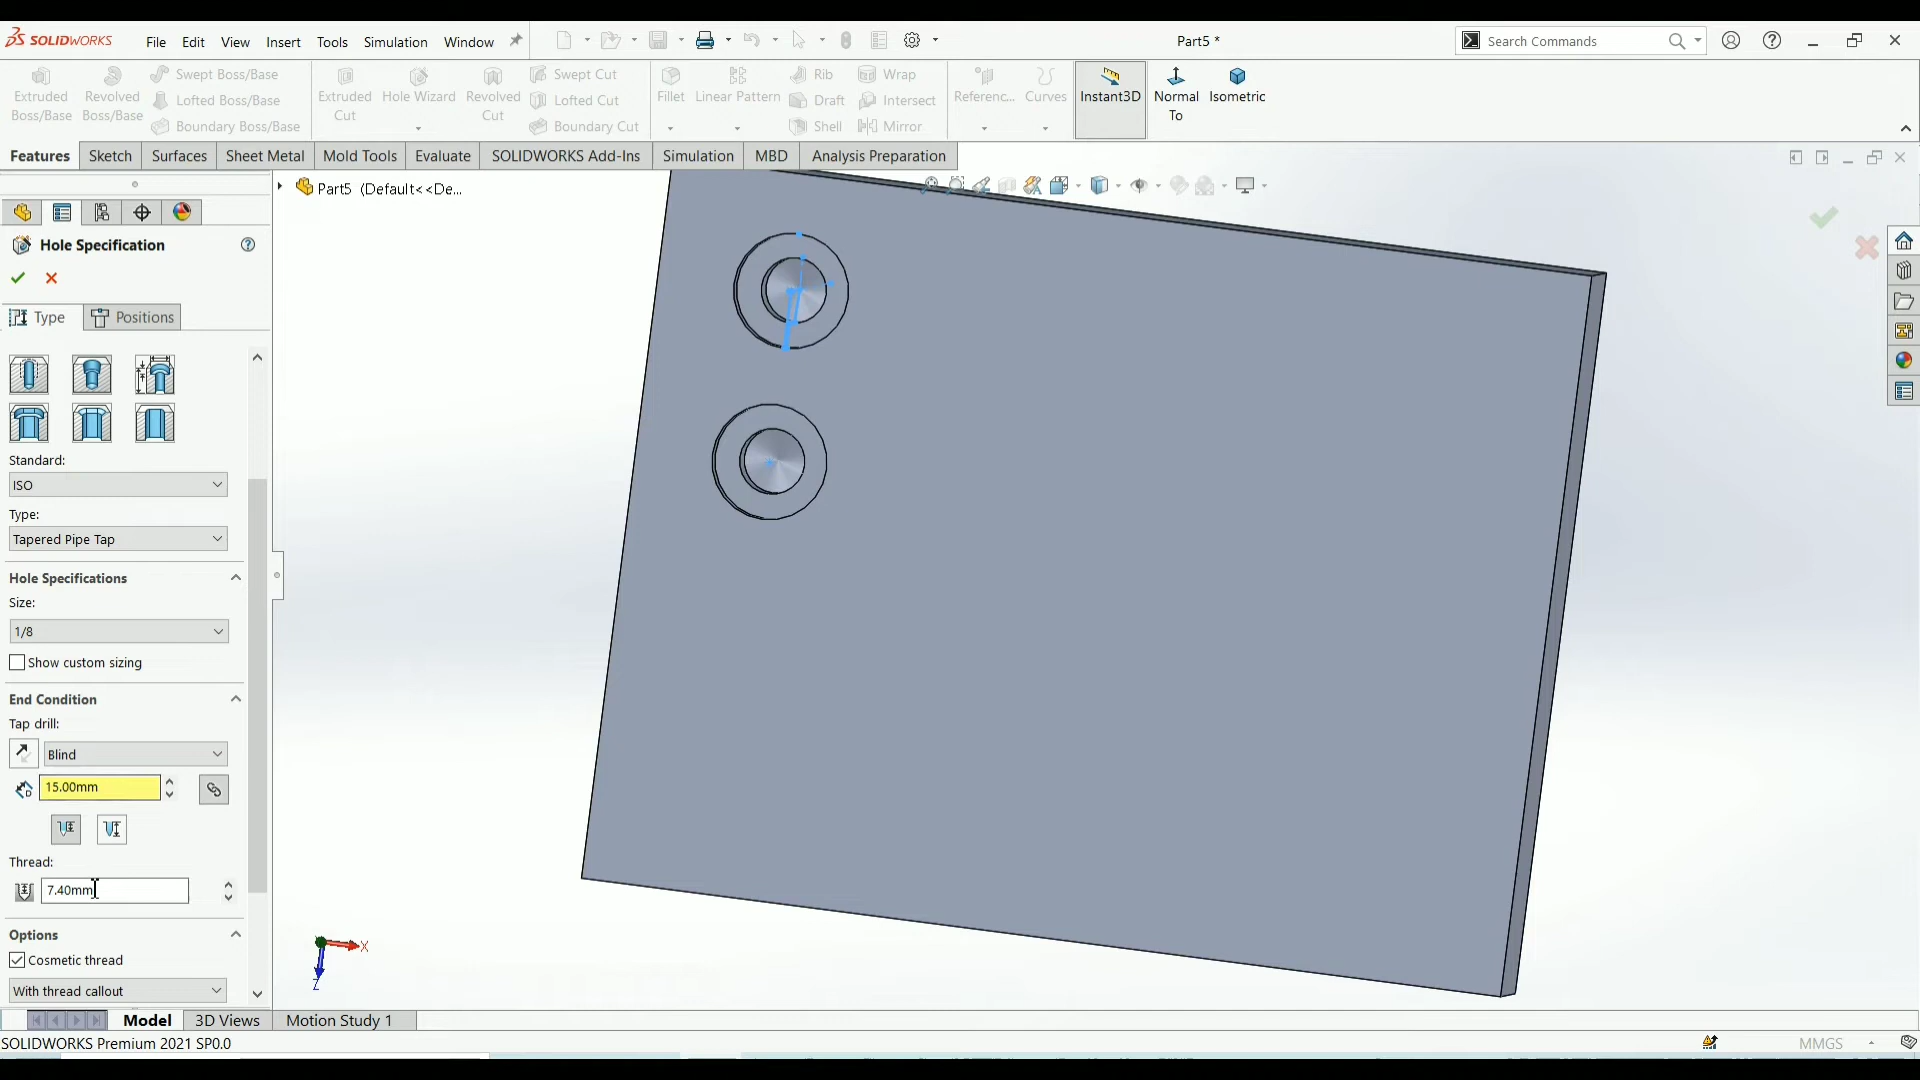 SOLIDWORKS File Edit View Insert Tools Simulation Window Part5 * Search Commands
Extruded Boss/Base Revolved Boss/Base Swept Boss/Base Lofted Boss/Base Boundary Boss/Base
Extruded Cut Hole Wizard Revolved Cut Swept Cut Lofted Cut Boundary Cut
Fillet Linear Pattern Rib Draft Shell Wrap Intersect Mirror
Referenc... Curves Instant3D Normal To Isometric
Features Sketch Surfaces Sheet Metal Mold Tools Evaluate SOLIDWORKS Add-Ins Simulation MBD Analysis Preparation
Part5 (Default<<De...
Hole Specification
Type Positions
Standard:
ISO
Type:
Tapered Pipe Tap
Hole Specifications
Size:
1/8
Show custom sizing
End Condition
Tap drill:
Blind
15.00mm
Thread:
7.40mm
Options
Cosmetic thread
With thread callout
X
Z
Model 3D Views Motion Study 1
SOLIDWORKS Premium 2021 SP0.0 MMGS